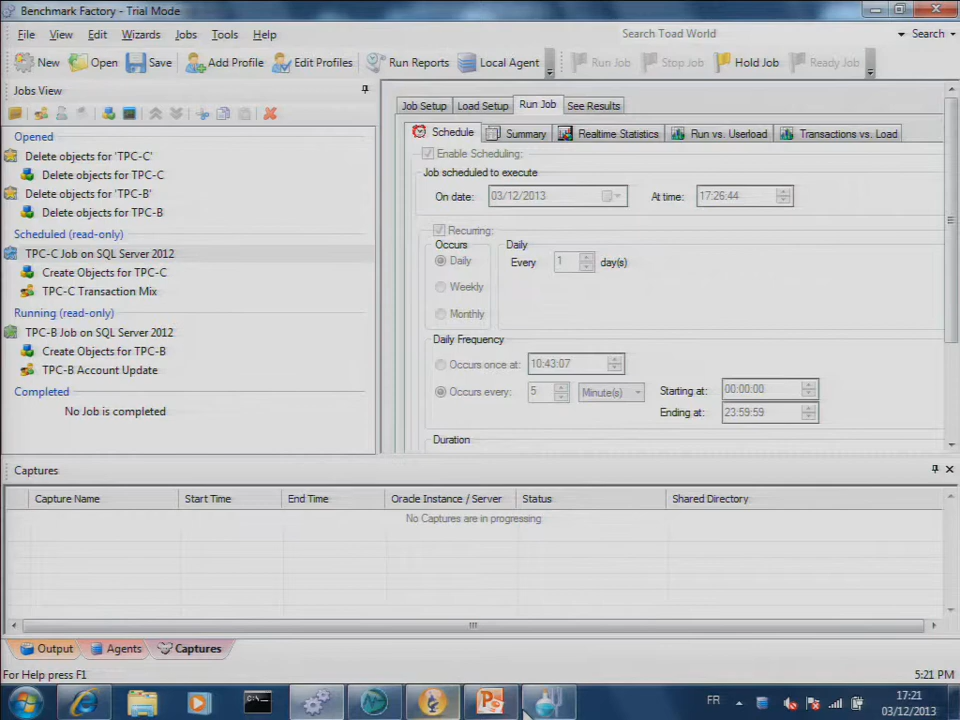 Benchmark Factory - Trial Mode
File View Edit Wizards Jobs Tools Help Search Toad World Search
New Open Save Add Profile Edit Profiles Run Reports Local Agent Run Job Stop Job Hold Job Ready Job
Jobs View
Opened
Delete objects for 'TPC-C'
Delete objects for TPC-C
Delete objects for 'TPC-B'
Delete objects for TPC-B
Scheduled (read-only)
TPC-C Job on SQL Server 2012
Create Objects for TPC-C
TPC-C Transaction Mix
Running (read-only)
TPC-B Job on SQL Server 2012
Create Objects for TPC-B
TPC-B Account Update
Completed
No Job is completed
Job Setup Load Setup Run Job See Results
Schedule Summary Realtime Statistics Run vs. Userload Transactions vs. Load
Enable Scheduling:
Job scheduled to execute
On date: 03/12/2013 At time: 17:26:44
Recurring:
Occurs Daily
Daily Every 1 day(s)
Weekly
Monthly
Daily Frequency
Occurs once at: 10:43:07
Occurs every: 5 Minute(s) Starting at: 00:00:00
Ending at: 23:59:59
Duration
Captures
Capture Name Start Time End Time Oracle Instance / Server Status Shared Directory
No Captures are in progressing
Output Agents Captures
For Help press F1 5:21 PM
FR 17:21
03/12/2013